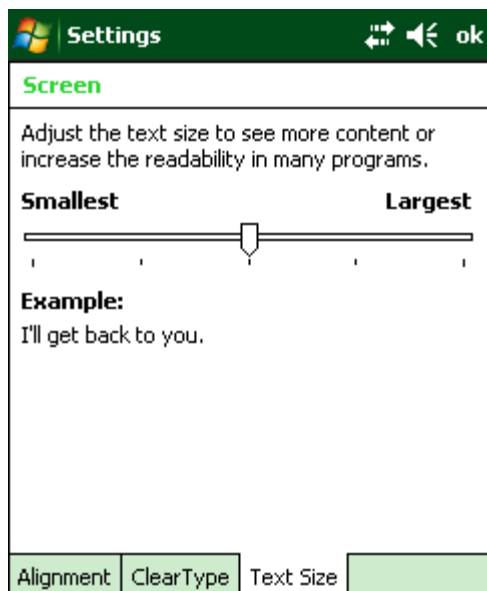 Settings ok
Screen
Adjust the text size to see more content or
increase the readability in many programs.
Smallest Largest
Example:
I'll get back to you.
Alignment ClearType Text Size